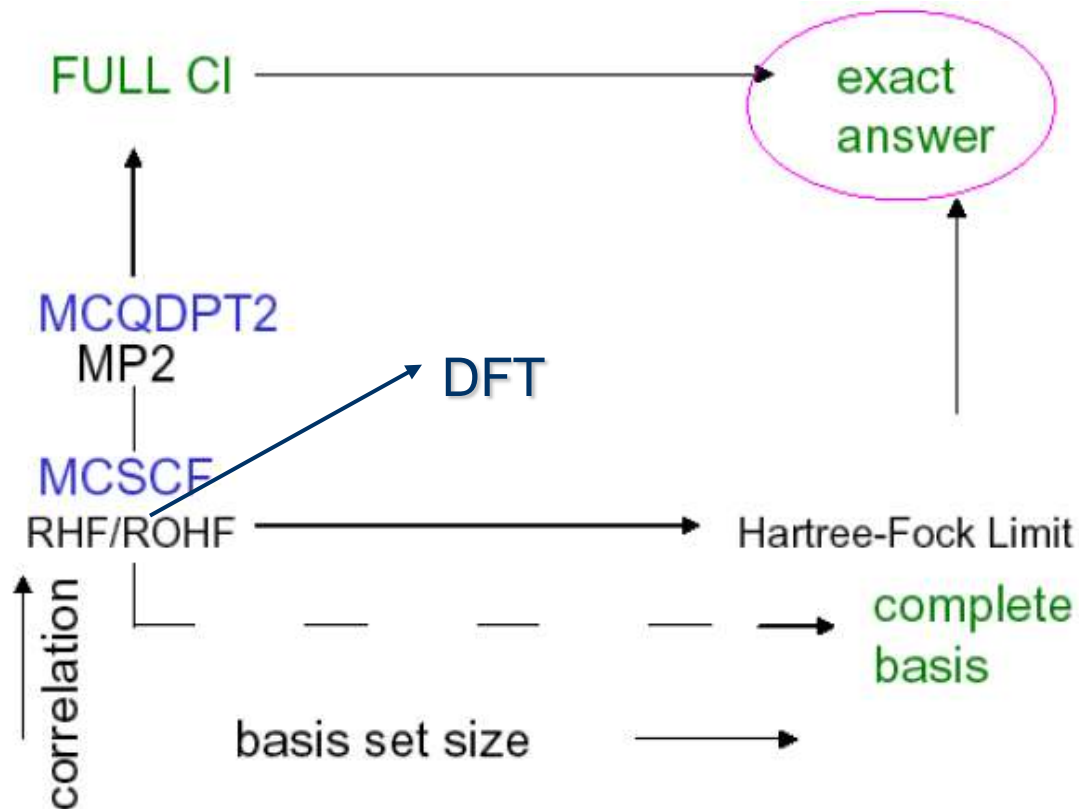 FULL CI
exact
answer
MCQDPT2
MP2
DFT
MCSCF
RHF/ROHF
Hartree-Fock Limit
complete
basis
correlation
basis set size